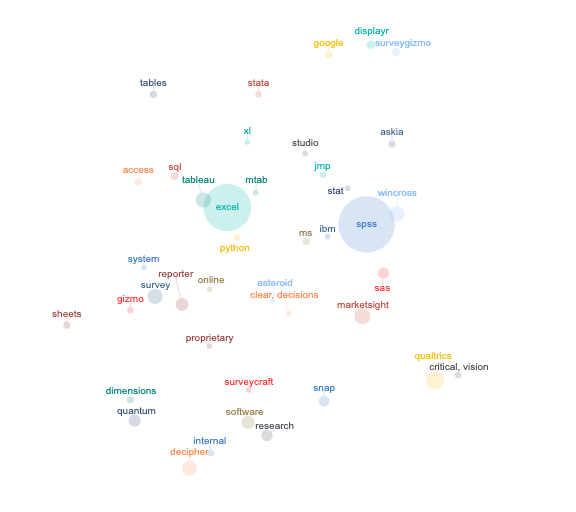 displayr
google
surveygizmo
tables
stata
xl
askia
studio
sql
access
jmp
tableau
mtab
stat
wincross
excel
spss
ibm
ms
python
system
reporter
online
survey
asteroid
sas
clear, decisions
gizmo
marketsight
sheets
proprietary
qualtrics
critical, vision
surveycraft
snap
dimensions
quantum
software
research
internal
decipher